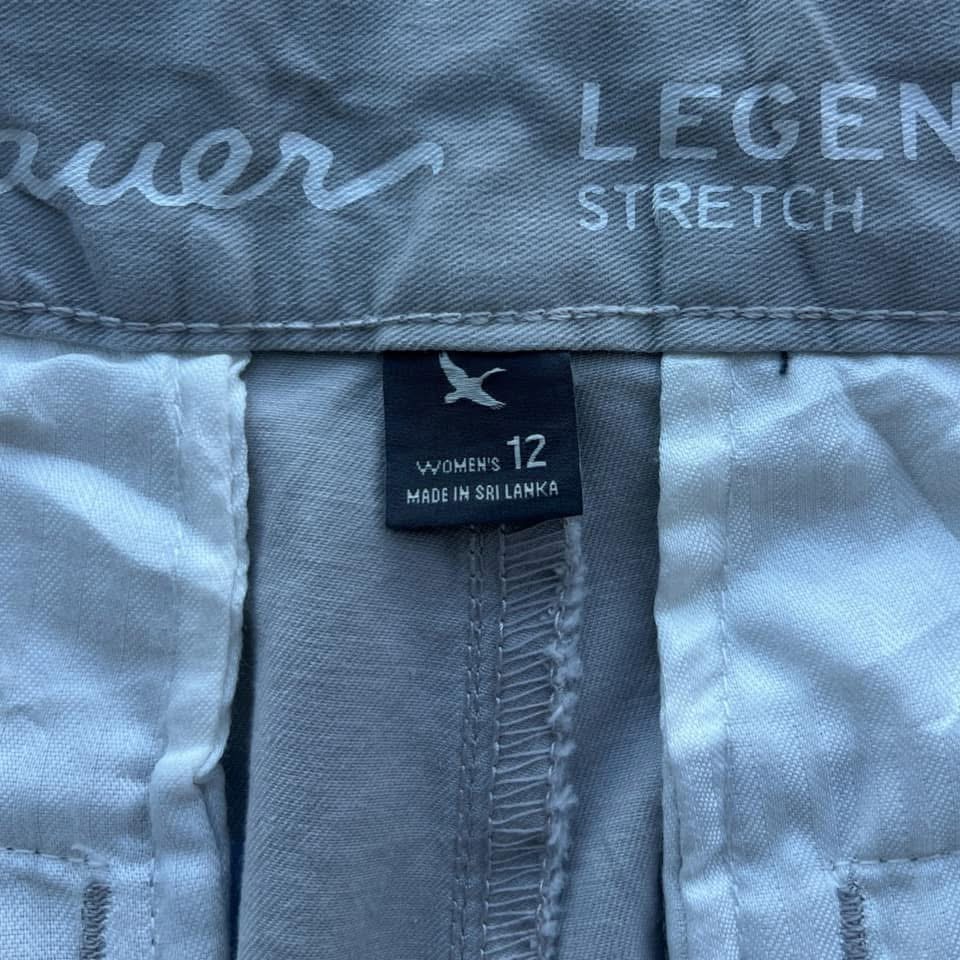 auer LEGEN
STRETCH
WOMEN'S 12
MADE IN SRI LANKA